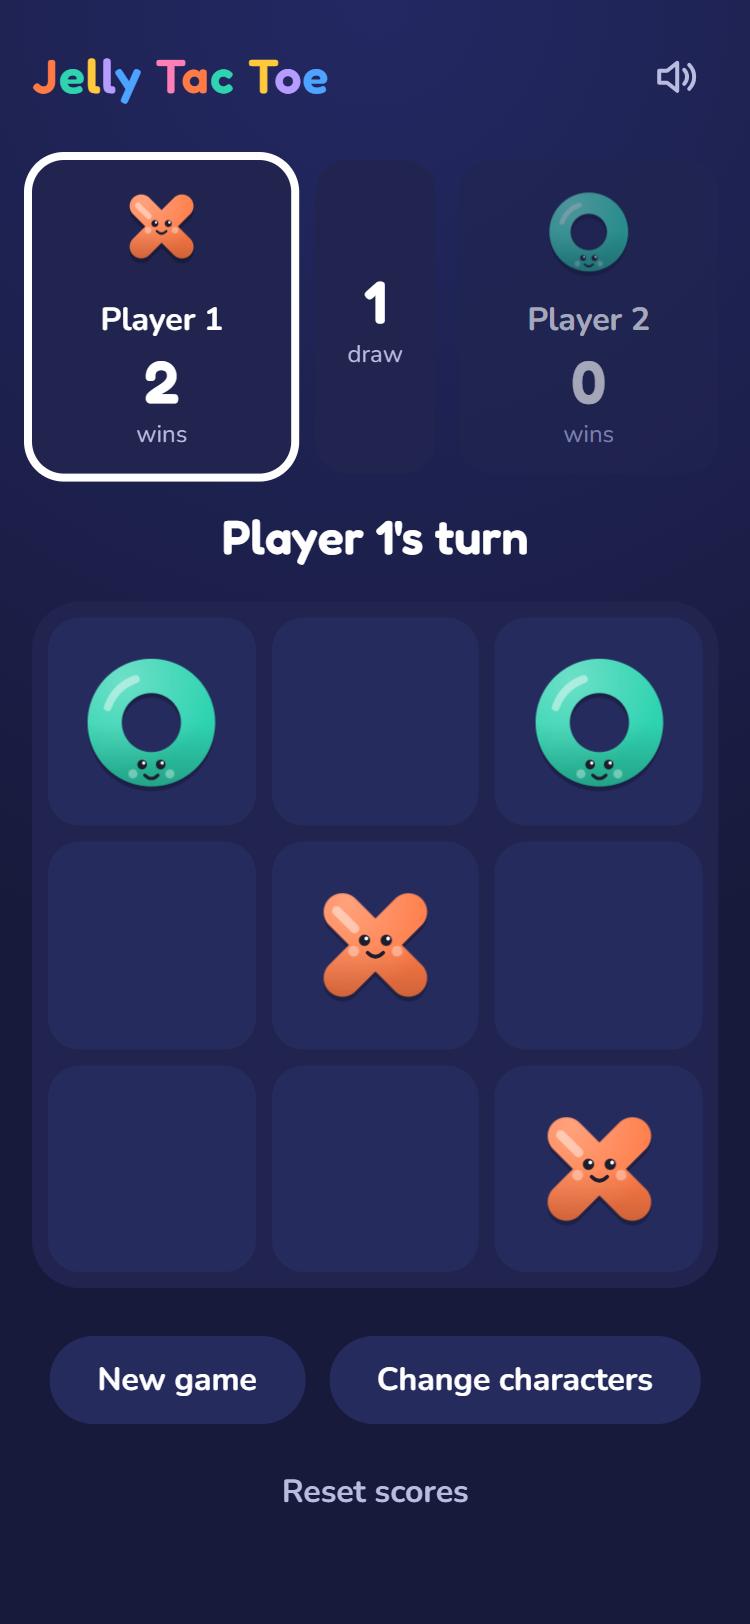 Jelly Tac Toe
Player 1
2
wins
1
draw
Player 2
0
wins
Player 1's turn
New game
Change characters
Reset scores